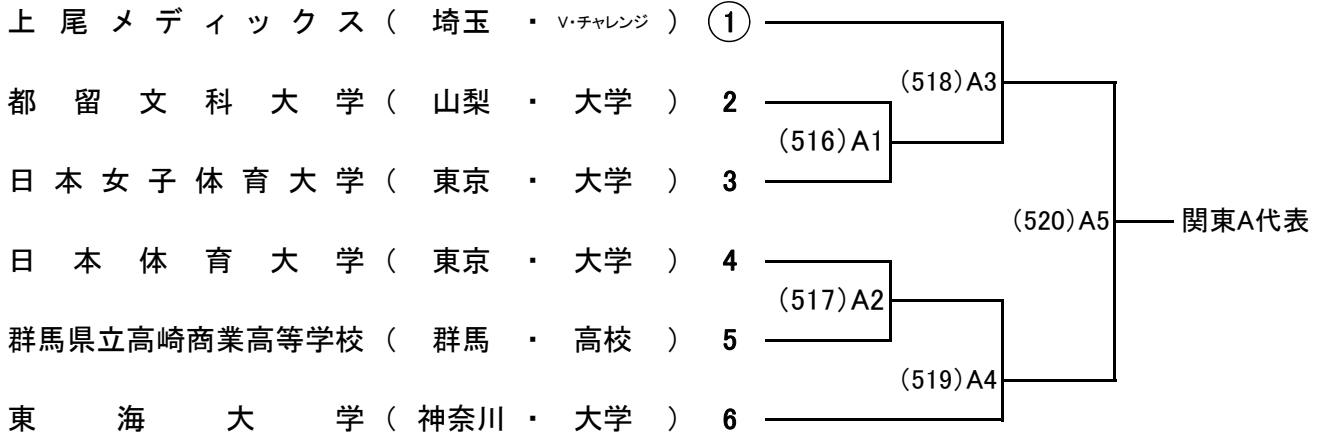 上尾メディックス( 埼玉 ・ V・チャレンジ ) ①
(518)A3
都留文科大学( 山梨 ・ 大学 ) 2
(516)A1
日本女子体育大学( 東京 ・ 大学 ) 3
(520)A5 関東A代表
日本体育大学( 東京 ・ 大学 ) 4
(517)A2
群馬県立高崎商業高等学校( 群馬 ・ 高校 ) 5
(519)A4
東海大学( 神奈川 ・ 大学 ) 6